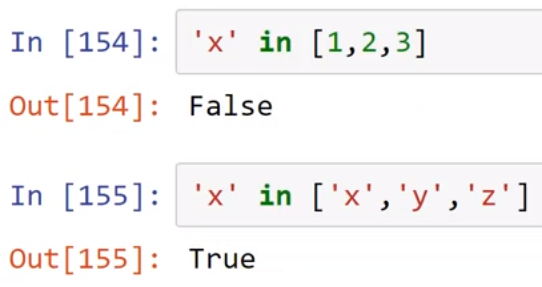 In [154]: 'x' in [1,2,3]
Out[154]: False
In [155]: 'x' in ['x','y','z']
Out[155]: True